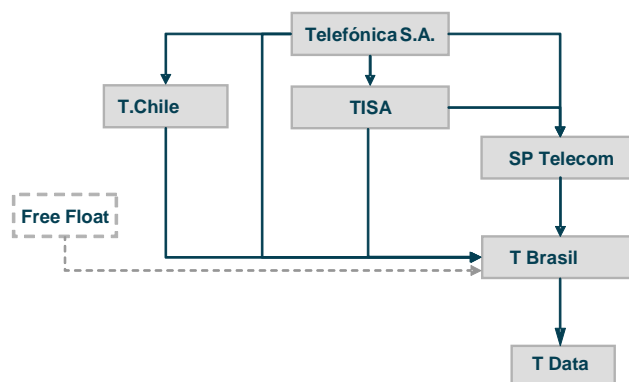 Telefónica S.A.
T.Chile
TISA
SP Telecom
Free Float
T Brasil
T Data